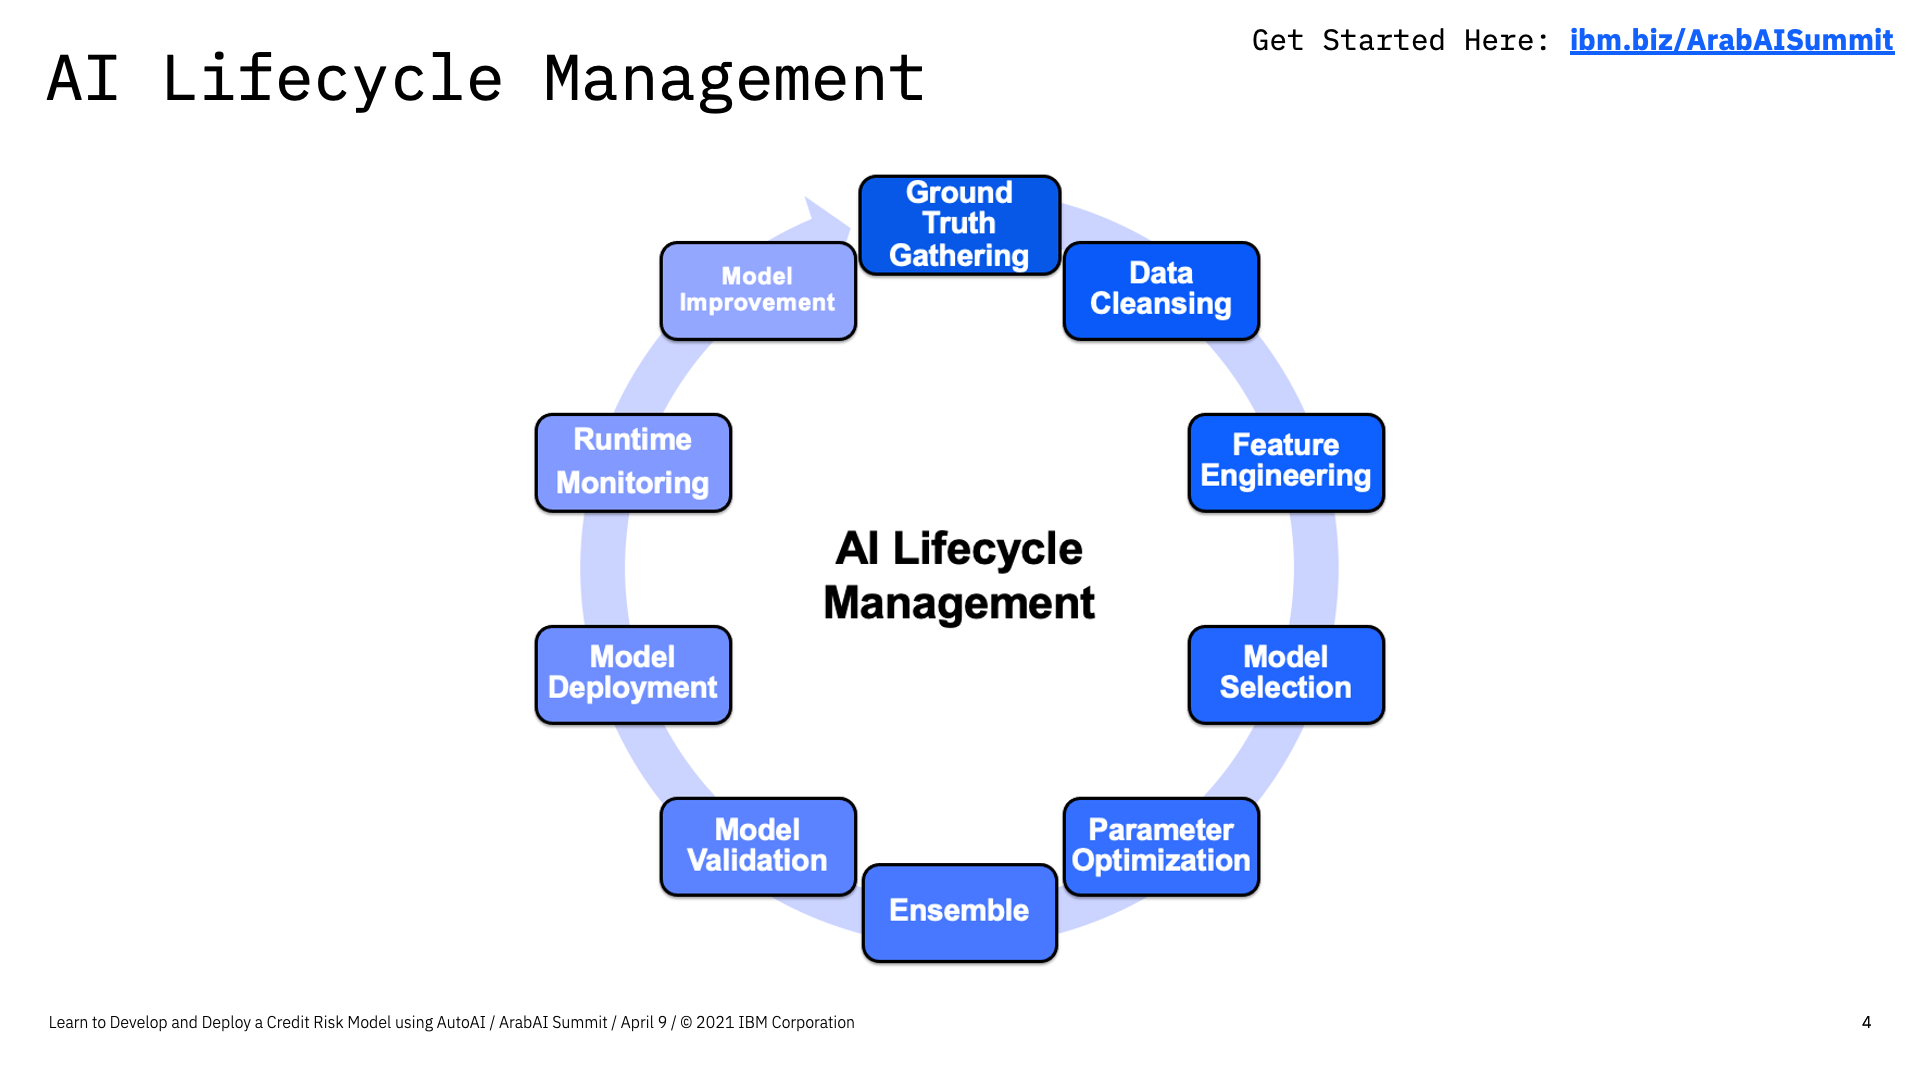 AI Lifecycle Management
Get Started Here: ibm.biz/ArabAISummit
Ground
Truth
Gathering
Data
Cleansing
Feature
Engineering
Model
Selection
Parameter
Optimization
Ensemble
Model
Validation
Model
Deployment
Runtime
Monitoring
Model
Improvement
AI Lifecycle
Management
Learn to Develop and Deploy a Credit Risk Model using AutoAI / ArabAI Summit / April 9 / © 2021 IBM Corporation
4